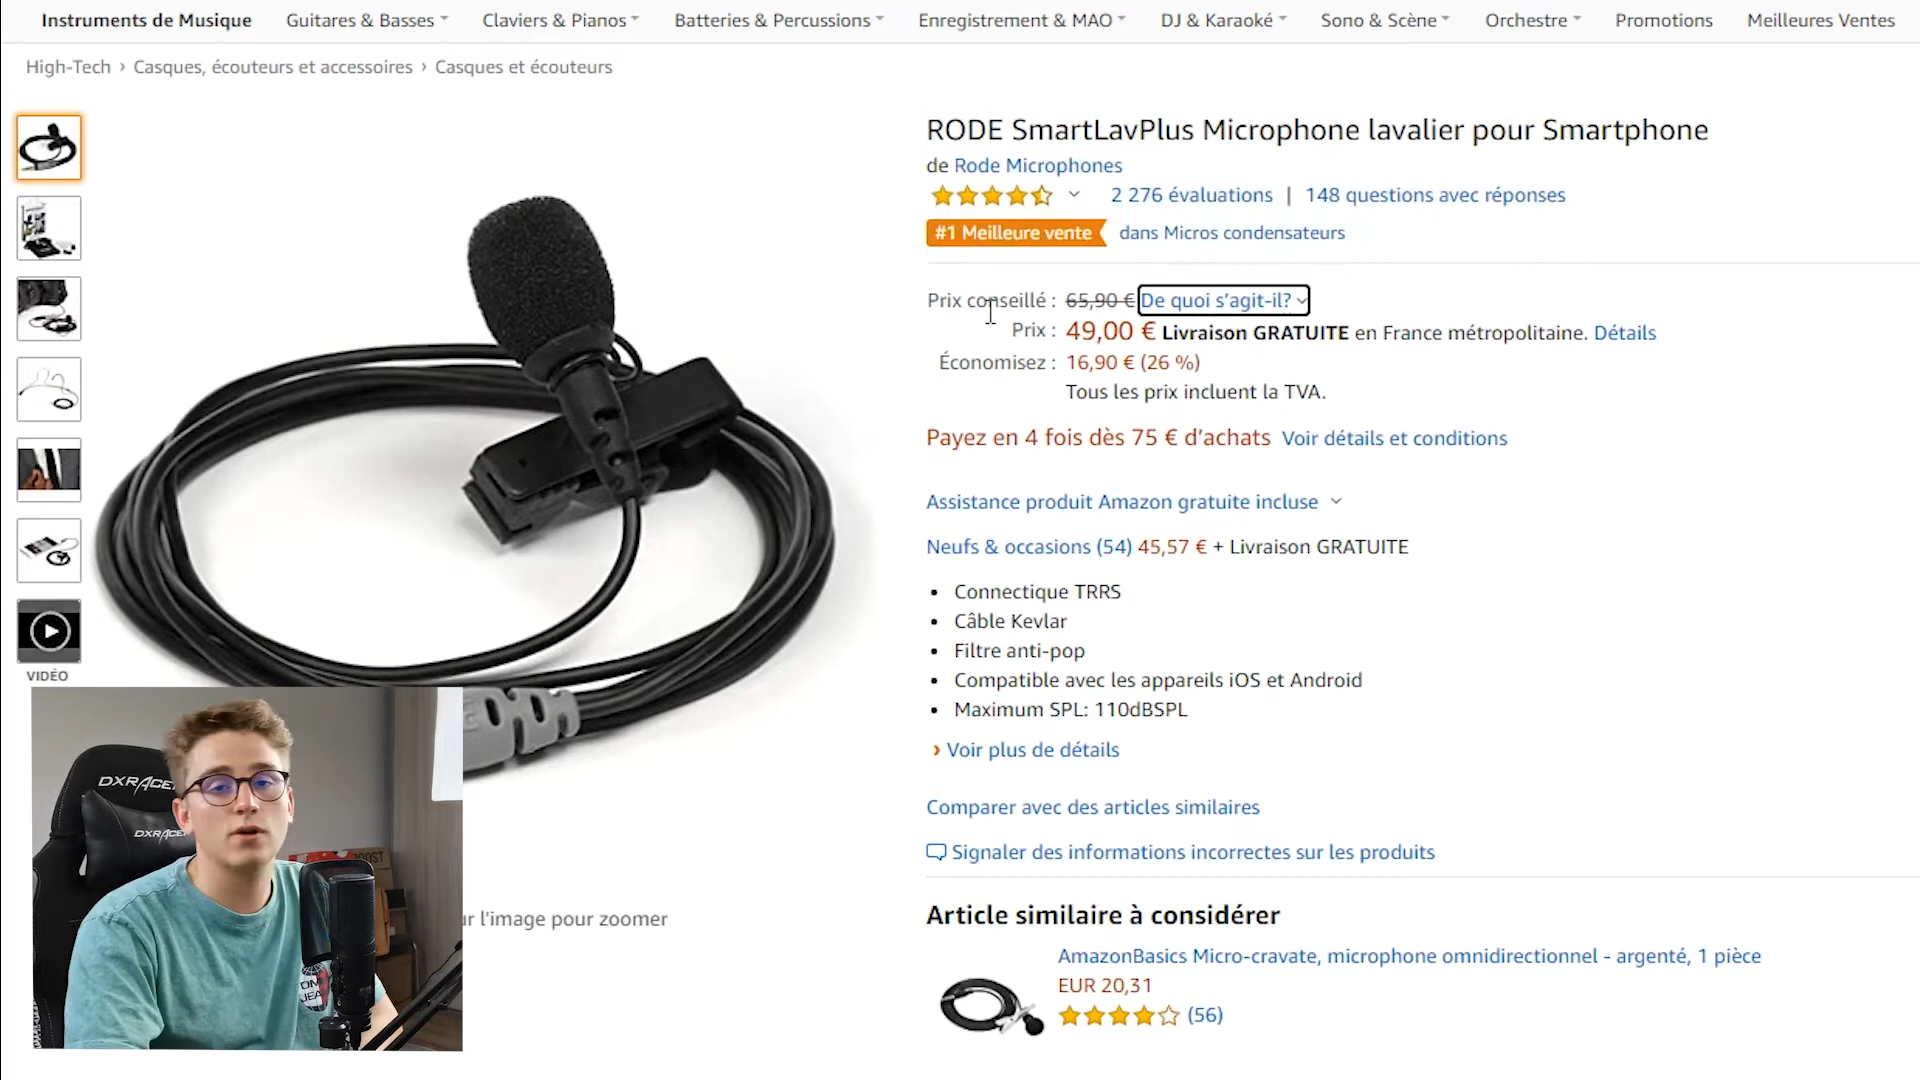 Instruments de Musique Guitares & Basses Claviers & Pianos Batteries & Percussions Enregistrement & MAO DJ & Karaoké Sono & Scène Orchestre Promotions Meilleures Ventes
High-Tech › Casques, écouteurs et accessoires › Casques et écouteurs
RODE SmartLavPlus Microphone lavalier pour Smartphone
de Rode Microphones
2 276 évaluations | 148 questions avec réponses
#1 Meilleure vente dans Micros condensateurs
Prix conseillé : 65,90 € De quoi s'agit-il?
Prix : 49,00 € Livraison GRATUITE en France métropolitaine. Détails
Économisez : 16,90 € (26 %)
Tous les prix incluent la TVA.
Payez en 4 fois dès 75 € d'achats Voir détails et conditions
Assistance produit Amazon gratuite incluse
Neufs & occasions (54) 45,57 € + Livraison GRATUITE
• Connectique TRRS
• Câble Kevlar
• Filtre anti-pop
• Compatible avec les appareils iOS et Android
• Maximum SPL: 110dBSPL
› Voir plus de détails
Comparer avec des articles similaires
Signaler des informations incorrectes sur les produits
Article similaire à considérer
AmazonBasics Micro-cravate, microphone omnidirectionnel - argenté, 1 pièce
EUR 20,31
(56)
VIDÉO
l'image pour zoomer
DXRACER
DXRACER